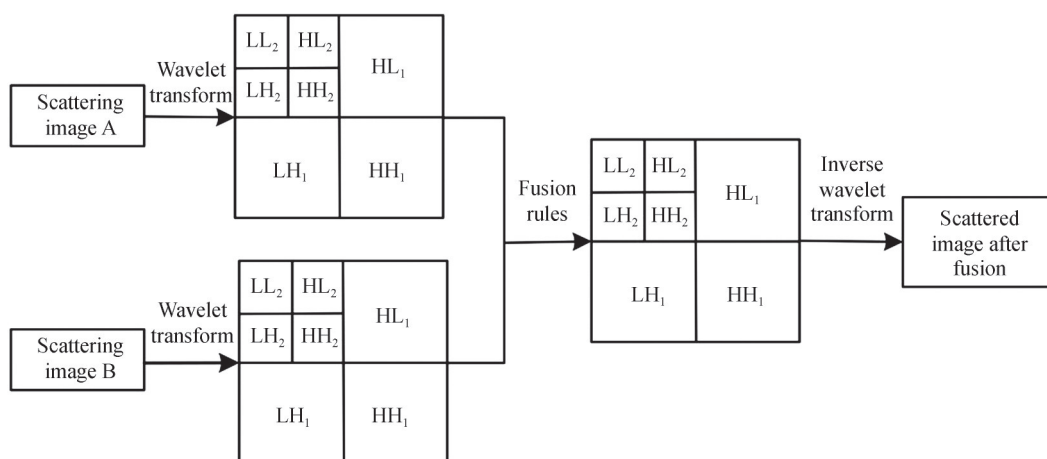 Scattering
image A
Wavelet
transform
LL₂ HL₂
HL₁
LH₂ HH₂
LH₁ HH₁
Scattering
image B
Wavelet
transform
LL₂ HL₂
HL₁
LH₂ HH₂
LH₁ HH₁
Fusion
rules
LL₂ HL₂
HL₁
LH₂ HH₂
LH₁ HH₁
Inverse
wavelet
transform
Scattered
image after
fusion